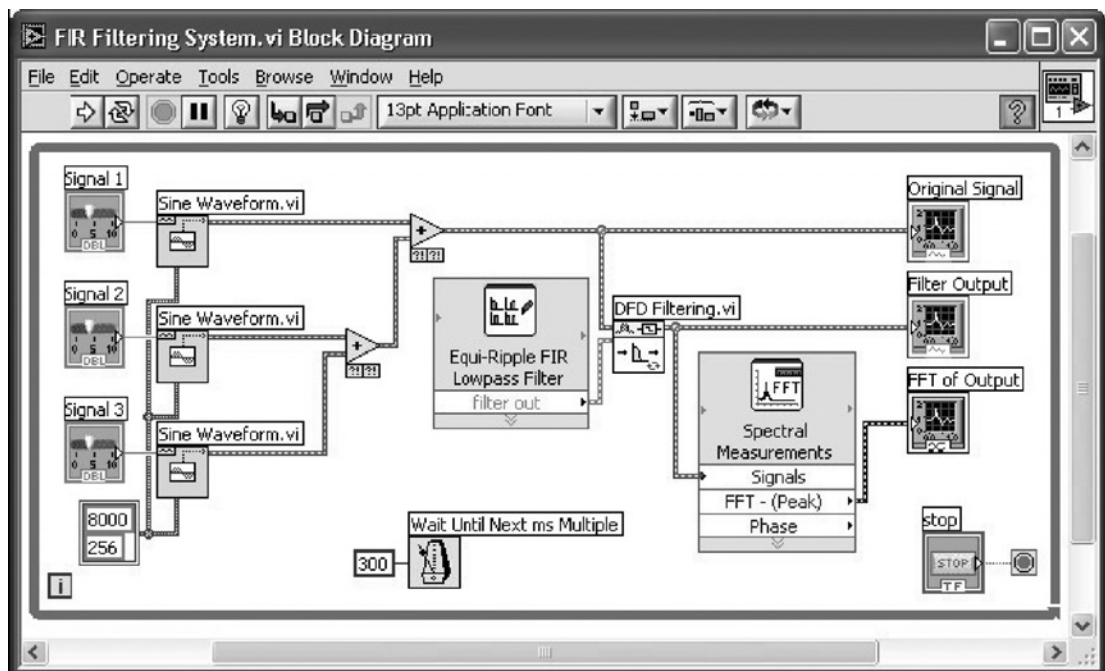 FIR Filtering System.vi Block Diagram
File Edit Operate Tools Browse Window Help
13pt Application Font
1
Signal 1
0 5 10
DBL
Sine Waveform.vi
?! ?!
Original Signal
Signal 2
0 5 10
DBL
Sine Waveform.vi
?! ?!
Equi-Ripple FIR
Lowpass Filter
filter out
DFD Filtering.vi
Filter Output
Signal 3
0 5 10
DBL
Sine Waveform.vi
FFT
Spectral
Measurements
Signals
FFT - (Peak)
Phase
FFT of Output
8000
256
i
Wait Until Next ms Multiple
300
stop
STOP
TF